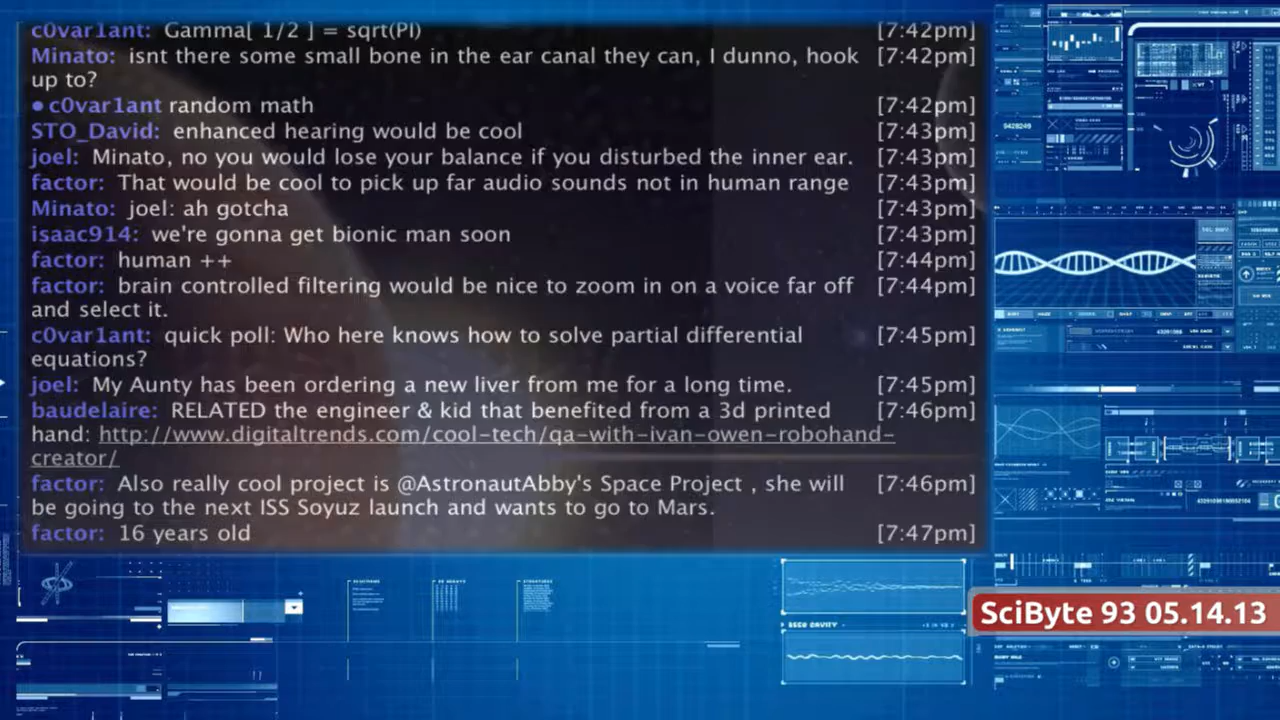 c0var1ant: Gamma[ 1/2 ] = sqrt(PI) [7:42pm]
Minato: isnt there some small bone in the ear canal they can, I dunno, hook [7:42pm]
up to?
•c0var1ant random math [7:42pm]
STO_David: enhanced hearing would be cool [7:43pm]
joel: Minato, no you would lose your balance if you disturbed the inner ear. [7:43pm]
factor: That would be cool to pick up far audio sounds not in human range [7:43pm]
Minato: joel: ah gotcha [7:43pm]
isaac914: we're gonna get bionic man soon [7:43pm]
factor: human ++ [7:44pm]
factor: brain controlled filtering would be nice to zoom in on a voice far off [7:44pm]
and select it.
c0var1ant: quick poll: Who here knows how to solve partial differential [7:45pm]
equations?
joel: My Aunty has been ordering a new liver from me for a long time. [7:45pm]
baudelaire: RELATED the engineer & kid that benefited from a 3d printed [7:46pm]
hand: http://www.digitaltrends.com/cool-tech/qa-with-ivan-owen-robohand-
creator/
factor: Also really cool project is @AstronautAbby's Space Project , she will [7:46pm]
be going to the next ISS Soyuz launch and wants to go to Mars.
factor: 16 years old [7:47pm]
SciByte 93 05.14.13